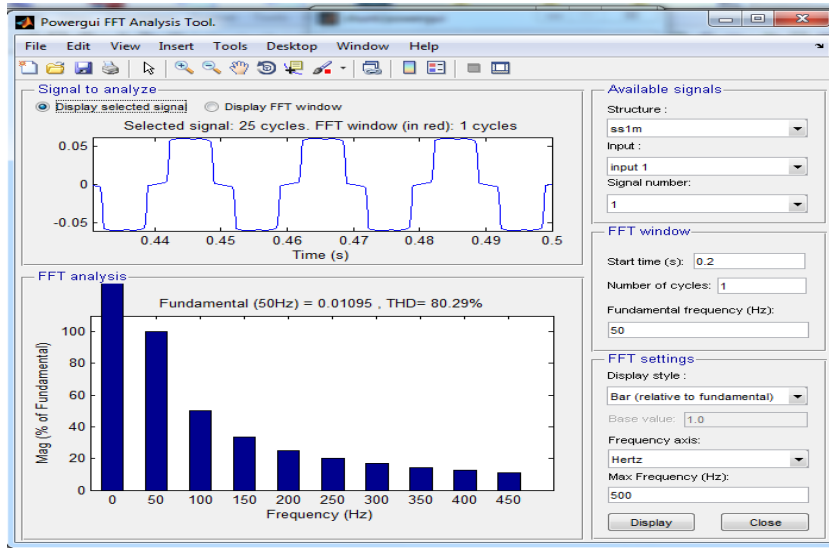 Powergui FFT Analysis Tool.
File Edit View Insert Tools Desktop Window Help
Signal to analyze
Display selected signal Display FFT window
Selected signal: 25 cycles. FFT window (in red): 1 cycles
0.05
0
-0.05
0.44 0.45 0.46 0.47 0.48 0.49 0.5
Time (s)
FFT analysis
Fundamental (50Hz) = 0.01095 , THD= 80.29%
Mag (% of Fundamental)
100
80
60
40
20
0
0 50 100 150 200 250 300 350 400 450
Frequency (Hz)
Available signals
Structure :
ss1m
Input :
input 1
Signal number:
1
FFT window
Start time (s): 0.2
Number of cycles: 1
Fundamental frequency (Hz):
50
FFT settings
Display style :
Bar (relative to fundamental)
Base value: 1.0
Frequency axis:
Hertz
Max Frequency (Hz):
500
Display Close